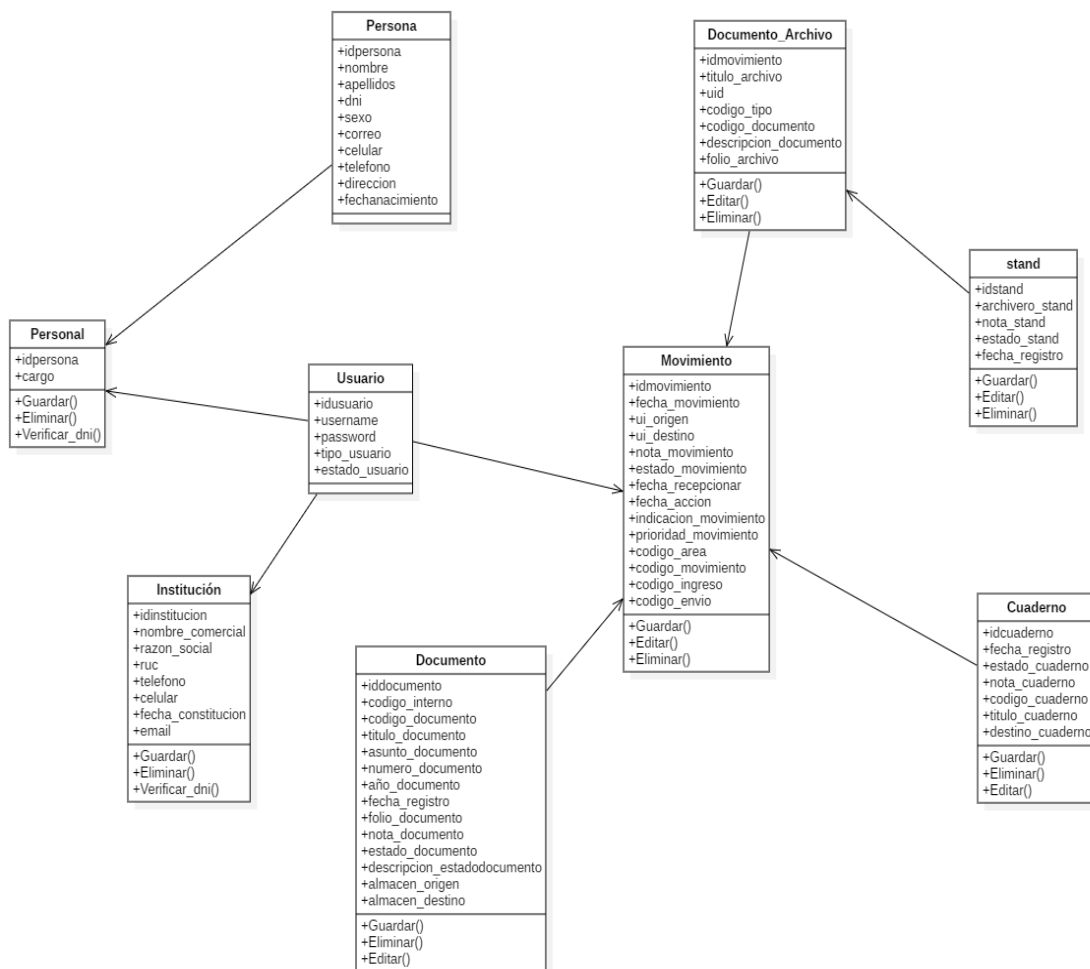 Persona
+idpersona
+nombre
+apellidos
+dni
+sexo
+correo
+celular
+telefono
+direccion
+fechanacimiento
Documento_Archivo
+idmovimiento
+titulo_archivo
+uid
+codigo_tipo
+codigo_documento
+descripcion_documento
+folio_archivo
+Guardar()
+Editar()
+Eliminar()
stand
+idstand
+archivero_stand
+nota_stand
+estado_stand
+fecha_registro
+Guardar()
+Editar()
+Eliminar()
Personal
+idpersona
+cargo
+Guardar()
+Eliminar()
+Verificar_dni()
Usuario
+idusuario
+username
+password
+tipo_usuario
+estado_usuario
Movimiento
+idmovimiento
+fecha_movimiento
+ui_origen
+ui_destino
+nota_movimiento
+estado_movimiento
+fecha_recepcionar
+fecha_accion
+indicacion_movimiento
+prioridad_movimiento
+codigo_area
+codigo_movimiento
+codigo_ingreso
+codigo_envio
+Guardar()
+Editar()
+Eliminar()
Institución
+idinstitucion
+nombre_comercial
+razon_social
+ruc
+telefono
+celular
+fecha_constitucion
+email
+Guardar()
+Eliminar()
+Verificar_dni()
Documento
+iddocumento
+codigo_interno
+codigo_documento
+titulo_documento
+asunto_documento
+numero_documento
+año_documento
+fecha_registro
+folio_documento
+nota_documento
+estado_documento
+descripcion_estadodocumento
+almacen_origen
+almacen_destino
+Guardar()
+Eliminar()
+Editar()
Cuaderno
+idcuaderno
+fecha_registro
+estado_cuaderno
+nota_cuaderno
+codigo_cuaderno
+titulo_cuaderno
+destino_cuaderno
+Guardar()
+Eliminar()
+Editar()